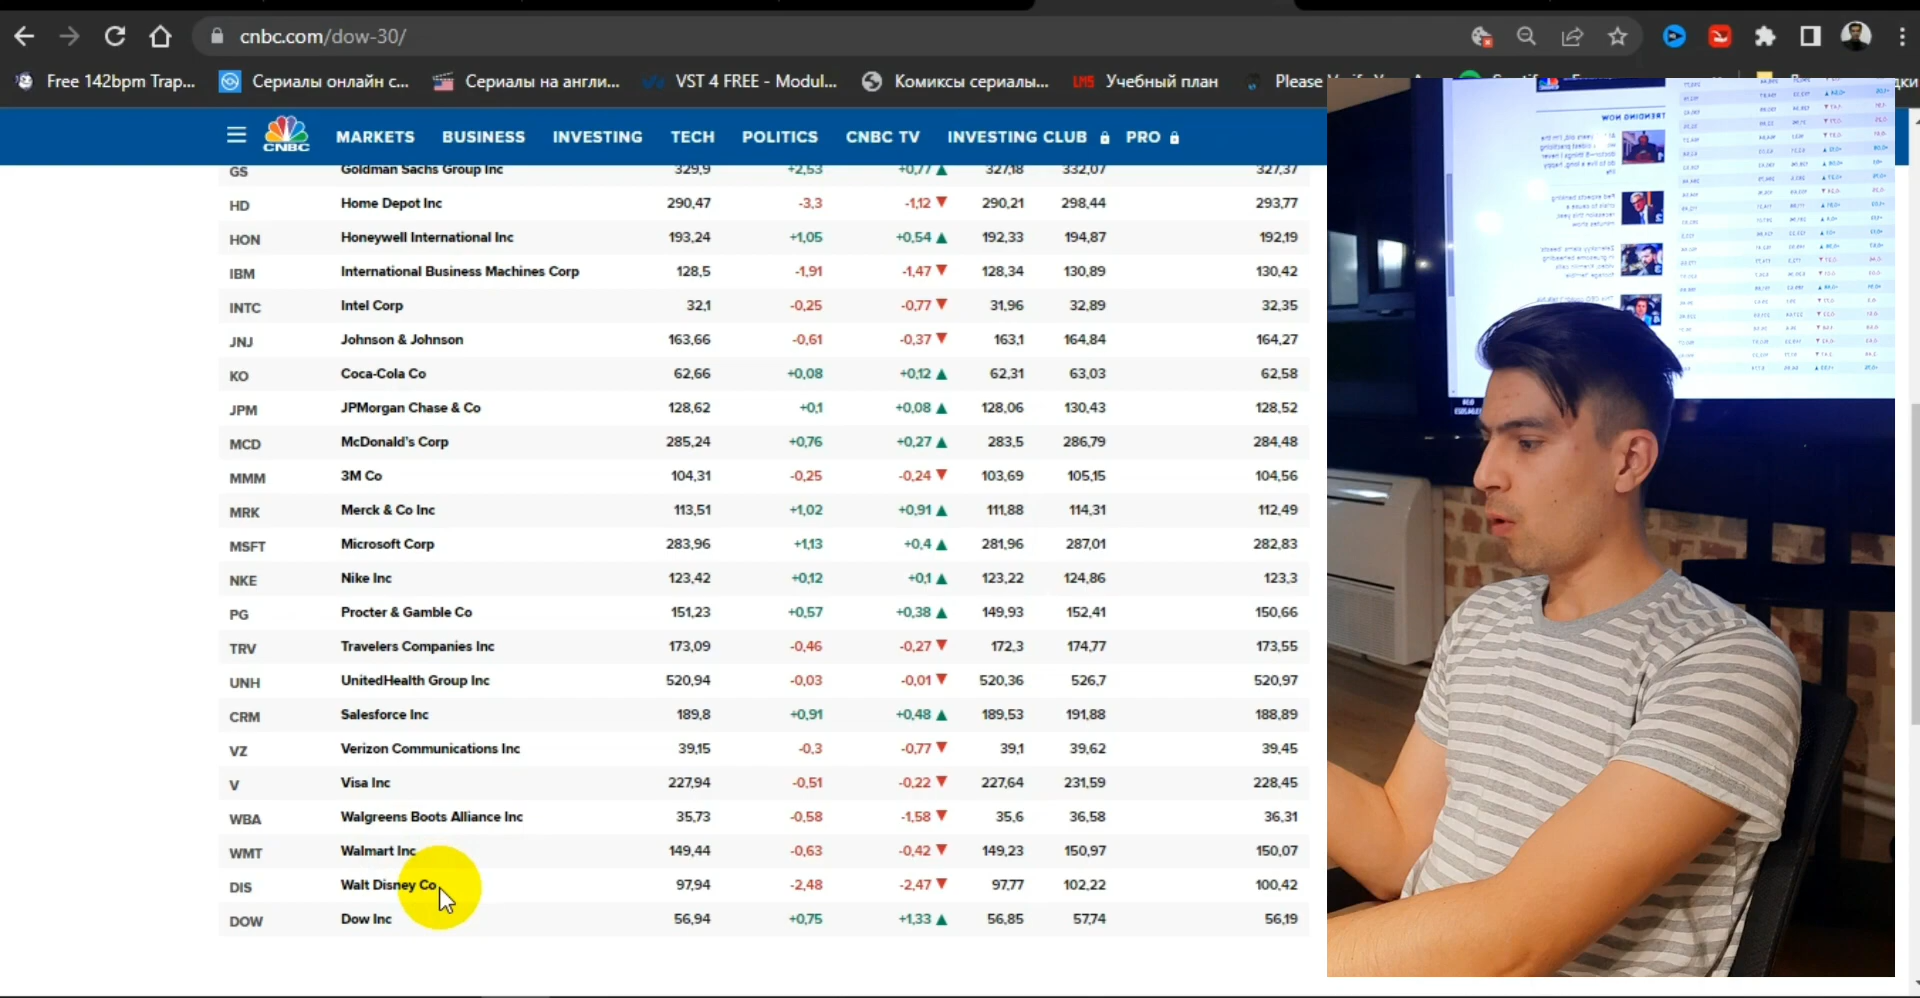 cnbc.com/dow-30/
Free 142bpm Trap... Сериалы онлайн с... Сериалы на англи... VST 4 FREE - Modul... Комиксы сериалы... LMS Учебный план Please
CNBC MARKETS BUSINESS INVESTING TECH POLITICS CNBC TV INVESTING CLUB PRO
GS Goldman Sachs Group Inc 329,9 +2,53 +0,77 ▲ 327,18 332,07 327,37
HD Home Depot Inc 290,47 -3,3 -1,12 ▼ 290,21 298,44 293,77
HON Honeywell International Inc 193,24 +1,05 +0,54 ▲ 192,33 194,87 192,19
IBM International Business Machines Corp 128,5 -1,91 -1,47 ▼ 128,34 130,89 130,42
INTC Intel Corp 32,1 -0,25 -0,77 ▼ 31,96 32,89 32,35
JNJ Johnson & Johnson 163,66 -0,61 -0,37 ▼ 163,1 164,84 164,27
KO Coca-Cola Co 62,66 +0,08 +0,12 ▲ 62,31 63,03 62,58
JPM JPMorgan Chase & Co 128,62 +0,1 +0,08 ▲ 128,06 130,43 128,52
MCD McDonald's Corp 285,24 +0,76 +0,27 ▲ 283,5 286,79 284,48
MMM 3M Co 104,31 -0,25 -0,24 ▼ 103,69 105,15 104,56
MRK Merck & Co Inc 113,51 +1,02 +0,91 ▲ 111,88 114,31 112,49
MSFT Microsoft Corp 283,96 +1,13 +0,4 ▲ 281,96 287,01 282,83
NKE Nike Inc 123,42 +0,12 +0,1 ▲ 123,22 124,86 123,3
PG Procter & Gamble Co 151,23 +0,57 +0,38 ▲ 149,93 152,41 150,66
TRV Travelers Companies Inc 173,09 -0,46 -0,27 ▼ 172,3 174,77 173,55
UNH UnitedHealth Group Inc 520,94 -0,03 -0,01 ▼ 520,36 526,7 520,97
CRM Salesforce Inc 189,8 +0,91 +0,48 ▲ 189,53 191,88 188,89
VZ Verizon Communications Inc 39,15 -0,3 -0,77 ▼ 39,1 39,62 39,45
V Visa Inc 227,94 -0,51 -0,22 ▼ 227,64 231,59 228,45
WBA Walgreens Boots Alliance Inc 35,73 -0,58 -1,58 ▼ 35,6 36,58 36,31
WMT Walmart Inc 149,44 -0,63 -0,42 ▼ 149,23 150,97 150,07
DIS Walt Disney Co 97,94 -2,48 -2,47 ▼ 97,77 102,22 100,42
DOW Dow Inc 56,94 +0,75 +1,33 ▲ 56,85 57,74 56,19
TRENDING NOW